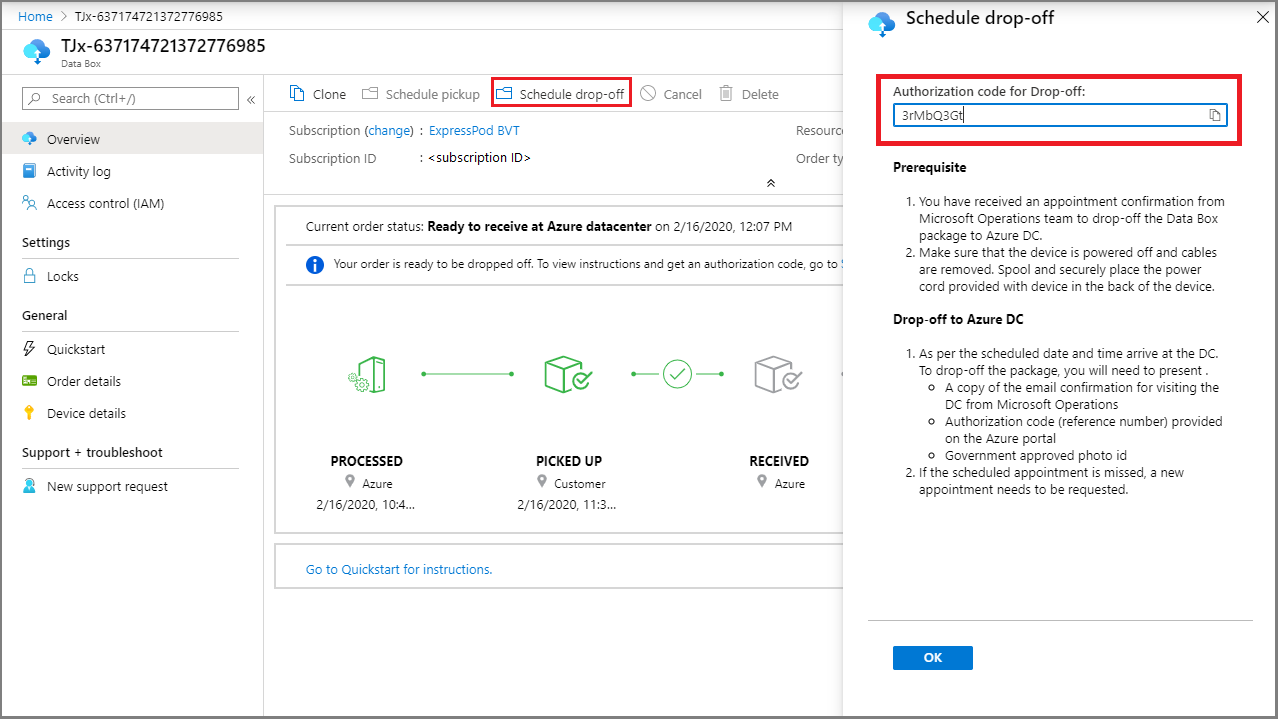 Home > TJx-637174721372776985
TJx-637174721372776985
Data Box
Search (Ctrl+/)
«
Overview
Activity log
Access control (IAM)
Settings
Locks
General
Quickstart
Order details
Device details
Support + troubleshoot
New support request
Clone
Schedule pickup
Schedule drop-off
Cancel
Delete
Subscription (change) : ExpressPod BVT
Resourc
Subscription ID : <subscription ID>
Order ty
Current order status: Ready to receive at Azure datacenter on 2/16/2020, 12:07 PM
Your order is ready to be dropped off. To view instructions and get an authorization code, go to
PROCESSED
Azure
2/16/2020, 10:4...
PICKED UP
Customer
2/16/2020, 11:3...
RECEIVED
Azure
Go to Quickstart for instructions.
Schedule drop-off
Authorization code for Drop-off:
3rMbQ3Gt
Prerequisite
1. You have received an appointment confirmation from
Microsoft Operations team to drop-off the Data Box
package to Azure DC.
2. Make sure that the device is powered off and cables
are removed. Spool and securely place the power
cord provided with device in the back of the device.
Drop-off to Azure DC
1. As per the scheduled date and time arrive at the DC.
To drop-off the package, you will need to present .
A copy of the email confirmation for visiting the
DC from Microsoft Operations
Authorization code (reference number) provided
on the Azure portal
Government approved photo id
2. If the scheduled appointment is missed, a new
appointment needs to be requested.
OK